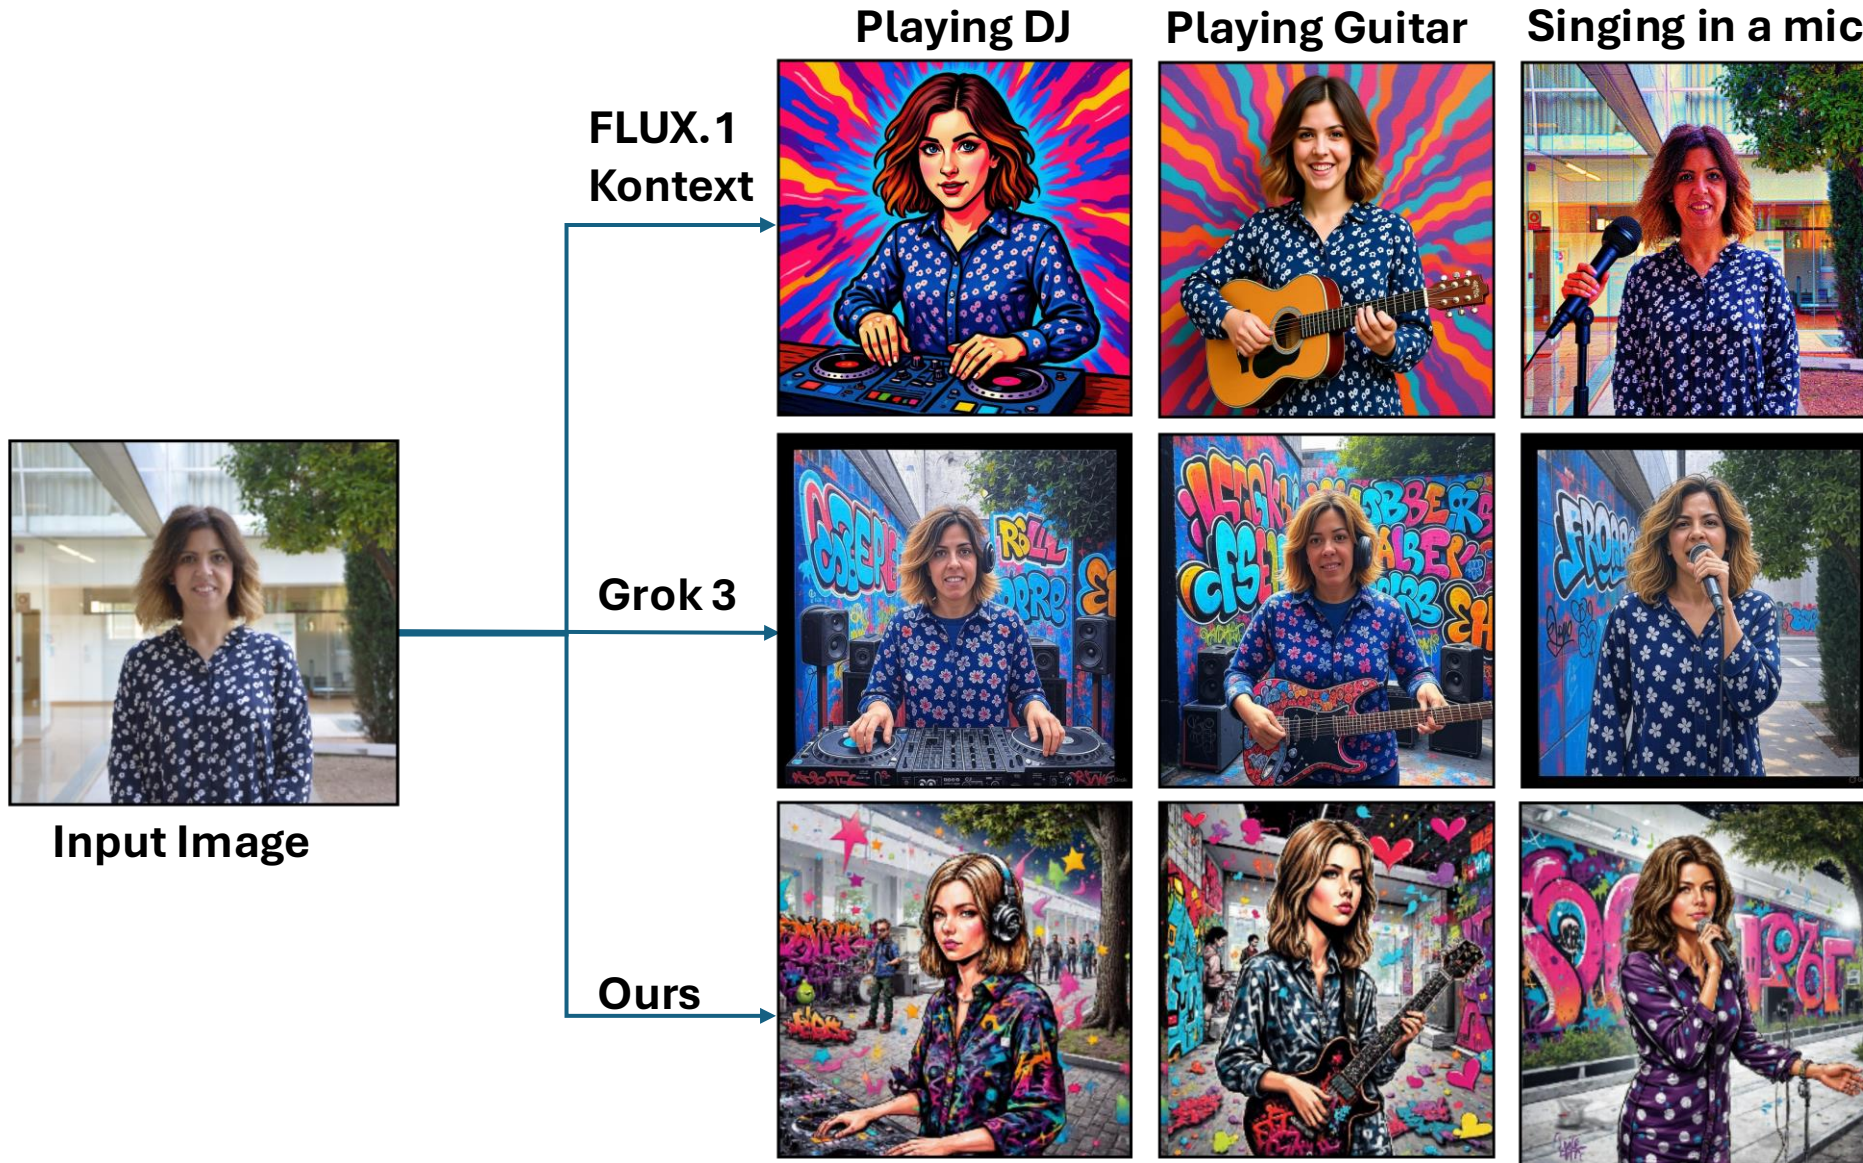 Playing DJ
Playing Guitar
Singing in a mic
FLUX.1
Kontext
Grok 3
Ours
Input Image